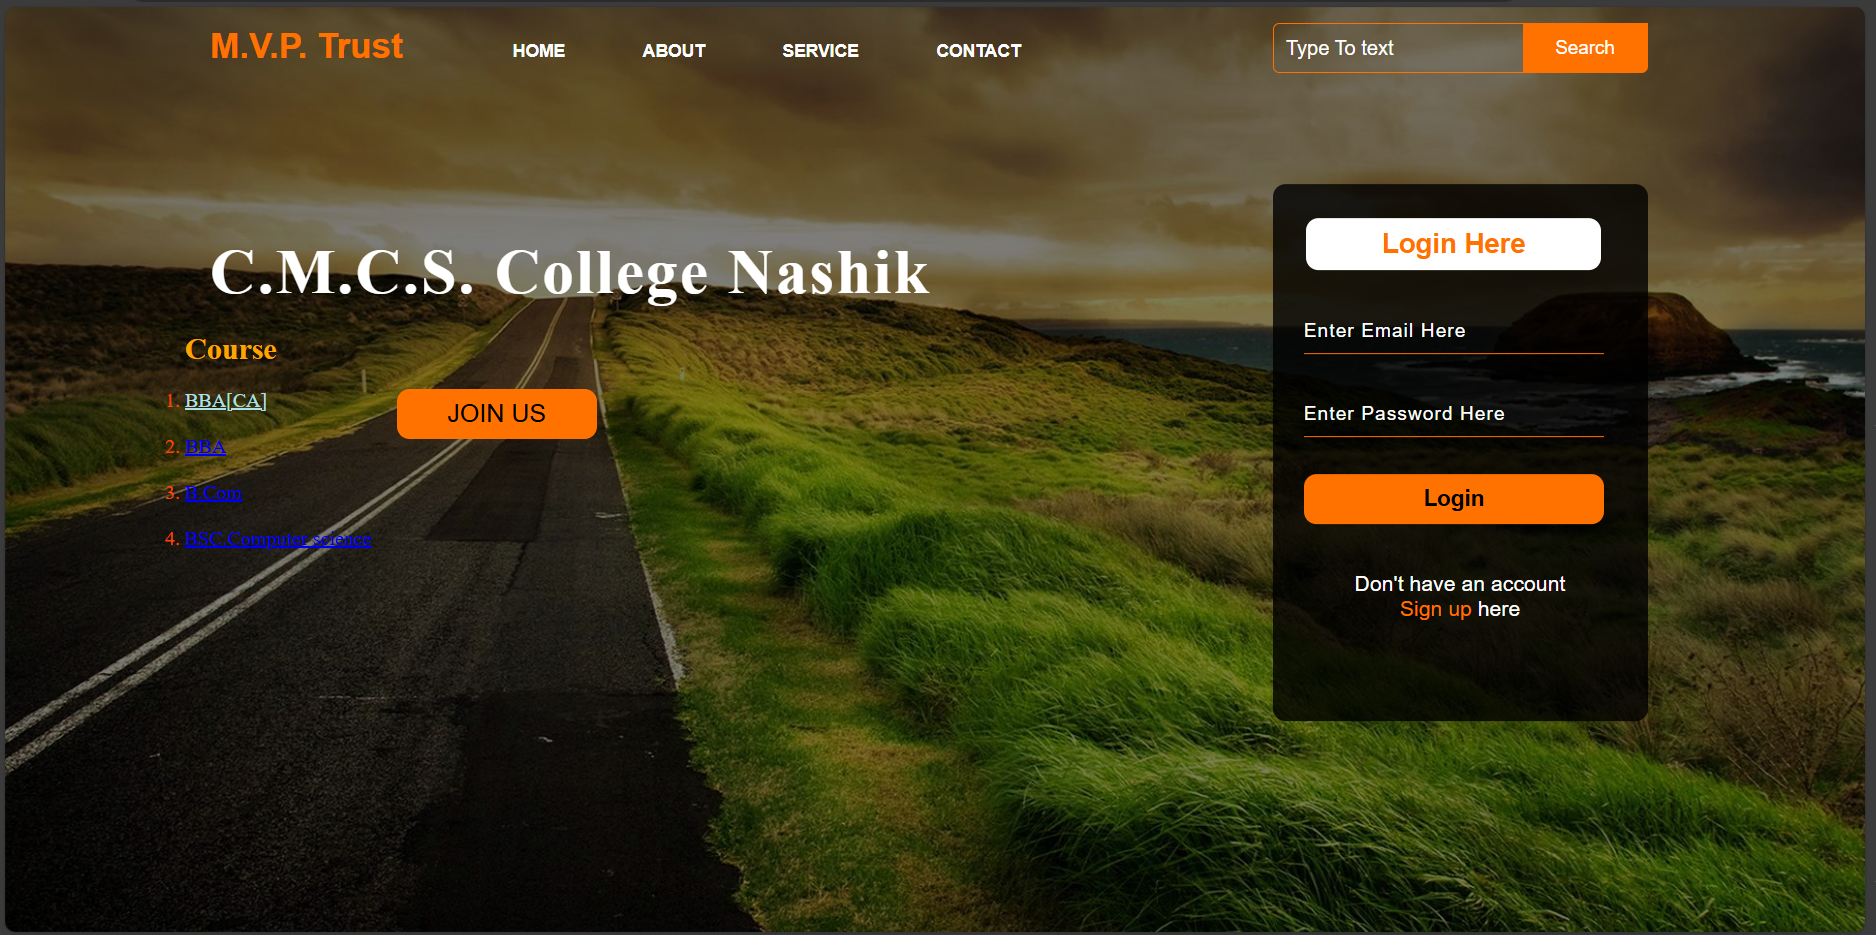 M.V.P. Trust
HOME ABOUT SERVICE CONTACT
Type To text Search
C.M.C.S. College Nashik
Course
1. BBA[CA]
2. BBA
3. B.Com
4. BSC.Computer science
JOIN US
Login Here
Enter Email Here
Enter Password Here
Login
Don't have an account
Sign up here